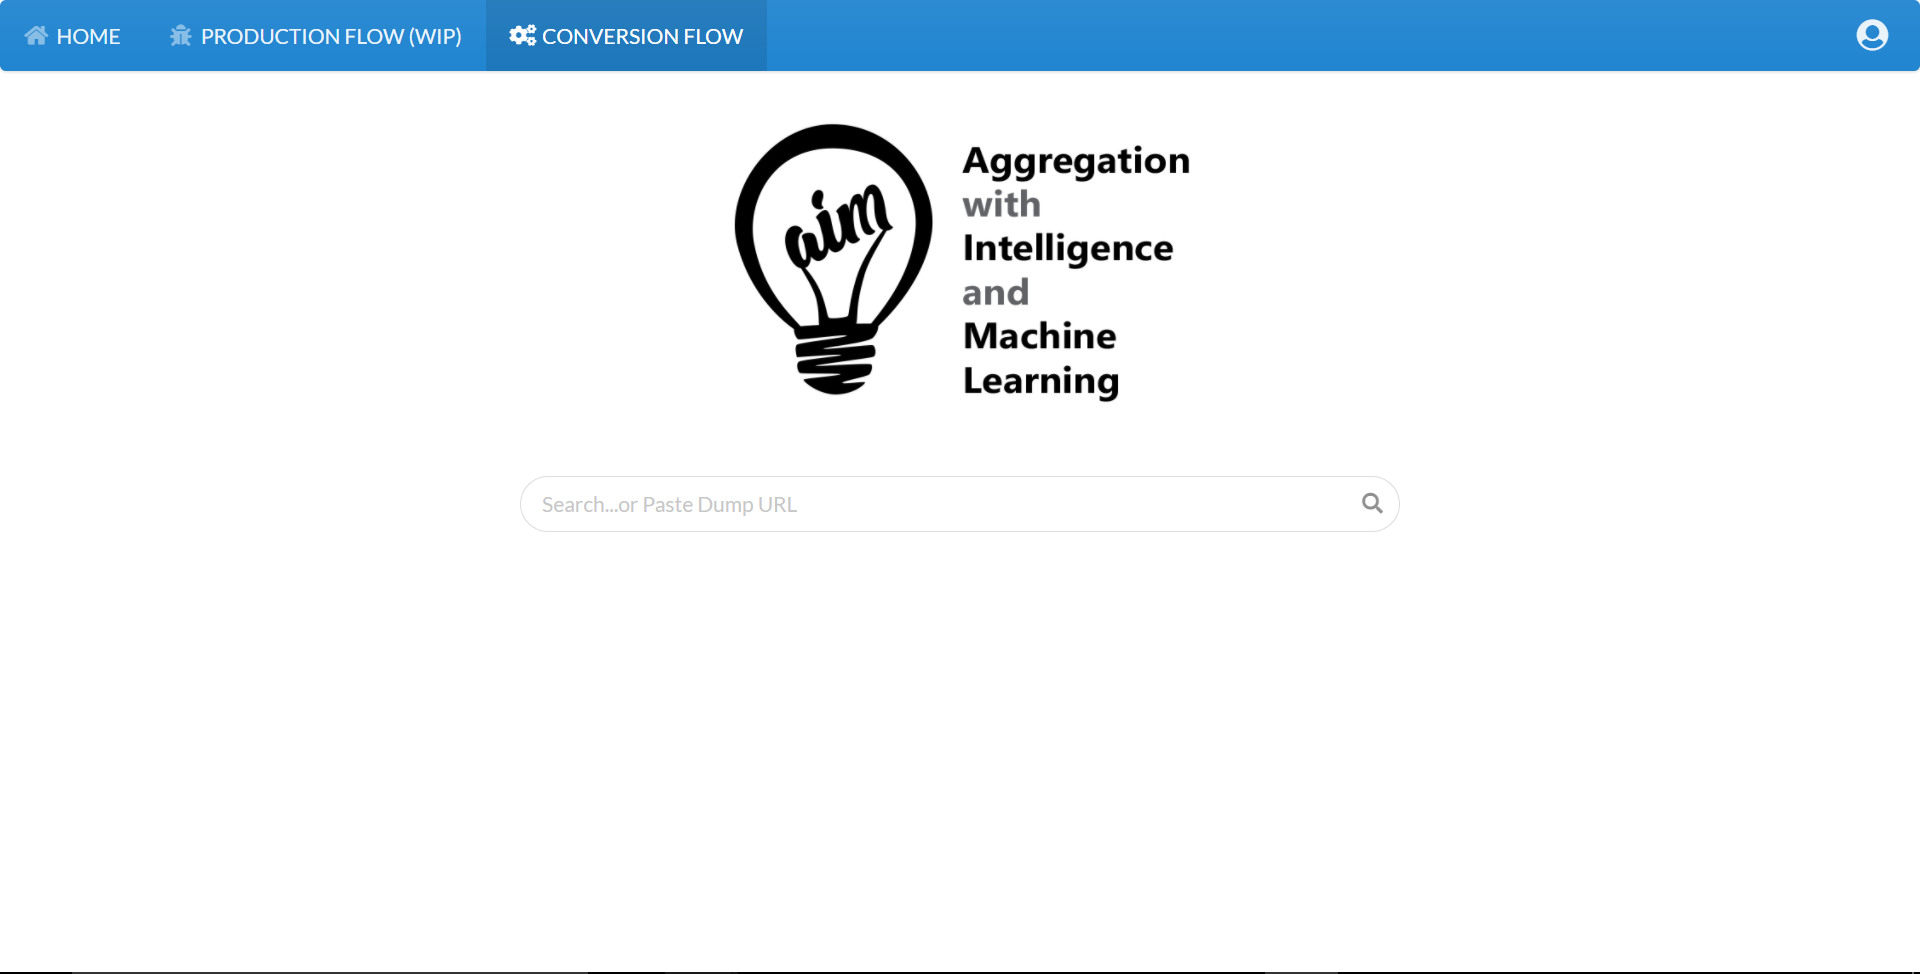 HOME PRODUCTION FLOW (WIP) CONVERSION FLOW
aim
Aggregation
with
Intelligence
and
Machine
Learning
Search...or Paste Dump URL